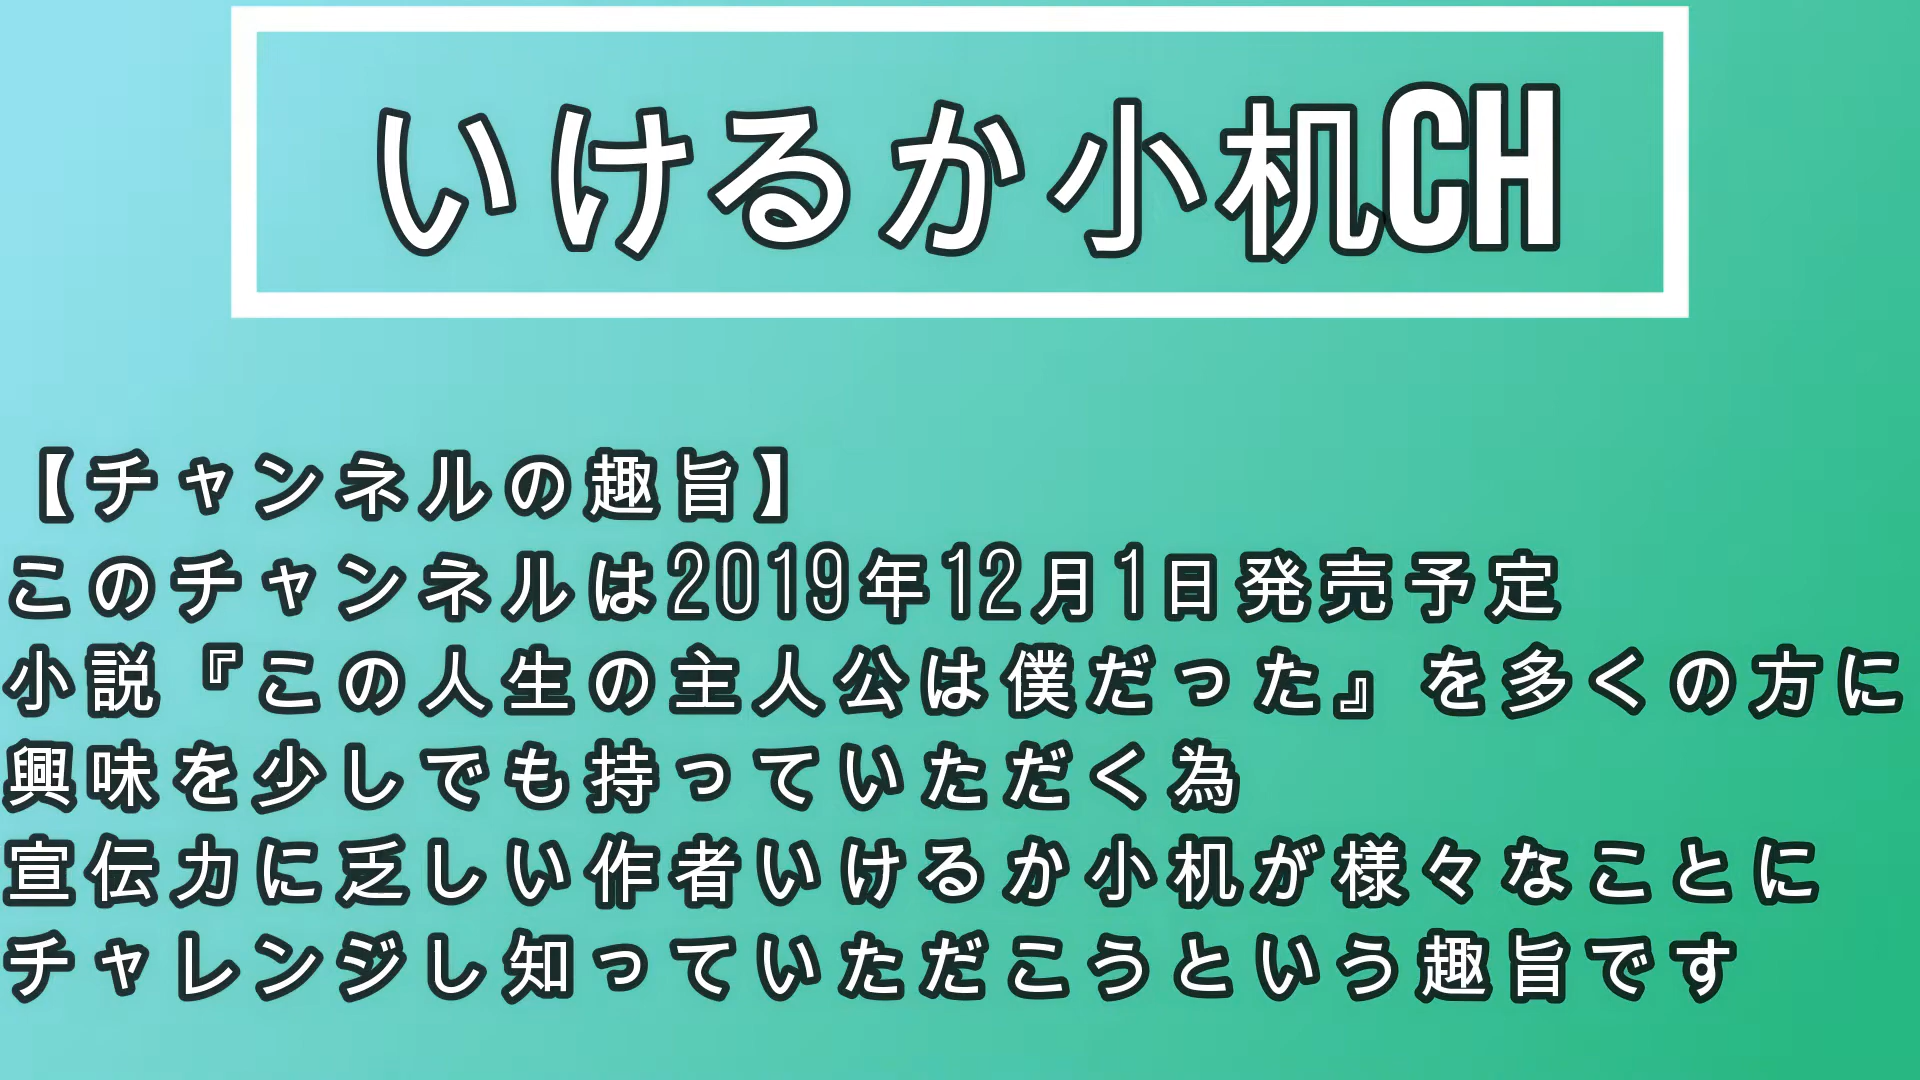 いけるか小机CH
【チャンネルの趣旨】
このチャンネルは2019年12月1日発売予定
小説『この人生の主人公は僕だった』を多くの方に
興味を少しでも持っていただく為
宣伝力に乏しい作者いけるか小机が様々なことに
チャレンジし知っていただこうという趣旨です